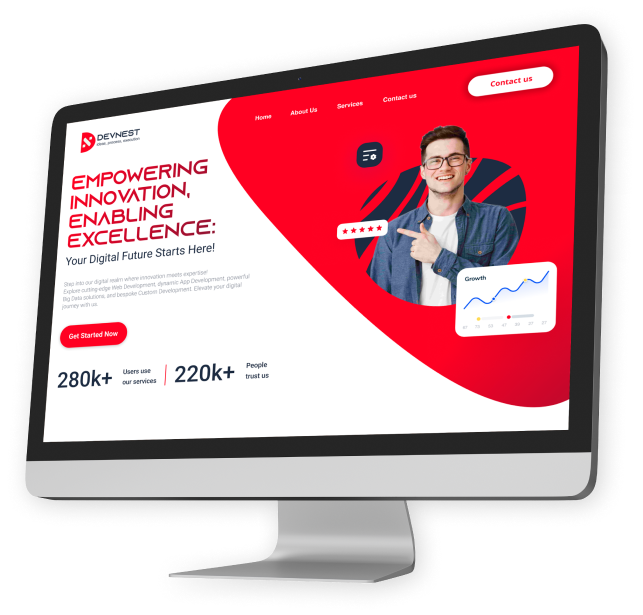 Home
About Us
Services
Contact us
Contact us
DEVNEST
EMPOWERING
INNOVATION,
ENABLING
EXCELLENCE:
Your Digital Future Starts Here!
Step into our digital realm where innovation meets expertise!
Explore cutting-edge Web Development, dynamic App Development, powerful
Big Data solutions, and bespoke Custom Development. Elevate your digital
journey with us.
Get Started Now
280k+
Users use
our services
220k+
People
trust us
Growth